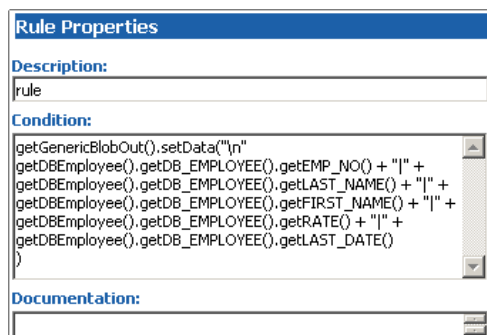 Rule Properties
Description:
rule
Condition:
getGenericBlobOut().setData("\n"
getDBEmployee().getDB_EMPLOYEE().getEMP_NO() + "|" +
getDBEmployee().getDB_EMPLOYEE().getLAST_NAME() + "|" +
getDBEmployee().getDB_EMPLOYEE().getFIRST_NAME() + "|" +
getDBEmployee().getDB_EMPLOYEE().getRATE() + "|" +
getDBEmployee().getDB_EMPLOYEE().getLAST_DATE()
)
Documentation: